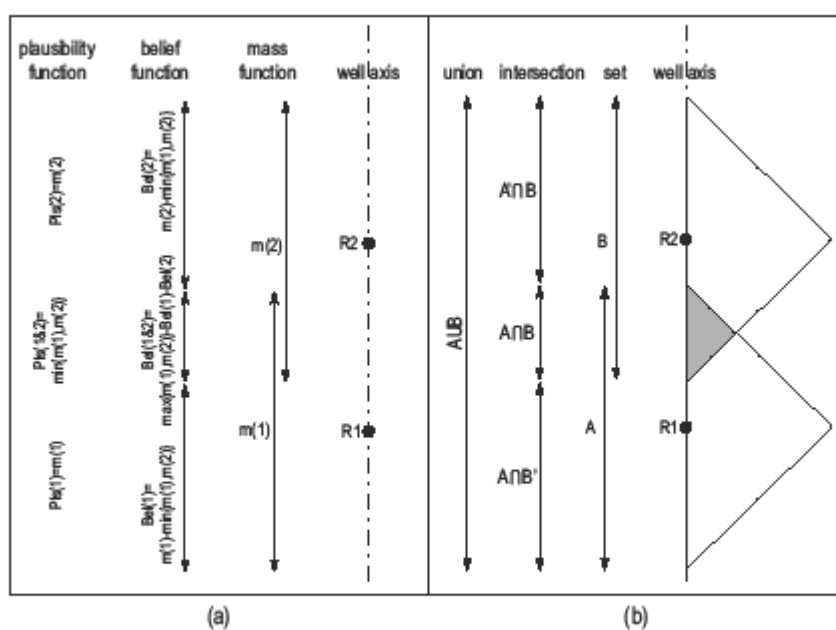 plausibility function
belief function
mass function
well axis
Pls(2)=m(2)
Bel(2)=
m(2)-min(m(1),m(2))
m(2)
R2
Pls(1&2)=
min(m(1),m(2))
Bel(1&2)=
max(m(1),m(2))-Bel(1)-Bel(2)
m(1)
R1
Pls(1)=m(1)
Bel(1)=
m(1)-min(m(1),m(2))
(a)
union
intersection
set
well axis
A'∩B
B
R2
A∪B
A∩B
A
R1
A∩B'
(b)